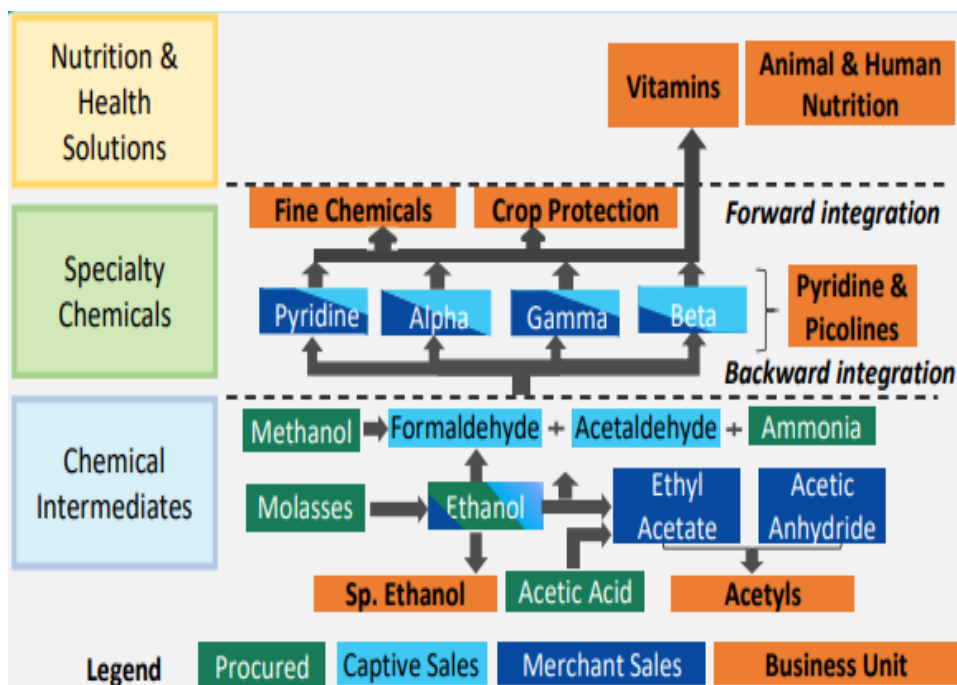 Nutrition &
Health
Solutions
Vitamins
Animal & Human
Nutrition
Fine Chemicals
Crop Protection
Forward integration
Specialty
Chemicals
Pyridine
Alpha
Gamma
Beta
Pyridine &
Picolines
Backward integration
Chemical
Intermediates
Methanol
Formaldehyde
+
Acetaldehyde
+
Ammonia
Molasses
Ethanol
Ethyl
Acetate
Acetic
Anhydride
Sp. Ethanol
Acetic Acid
Acetyls
Legend
Procured
Captive Sales
Merchant Sales
Business Unit